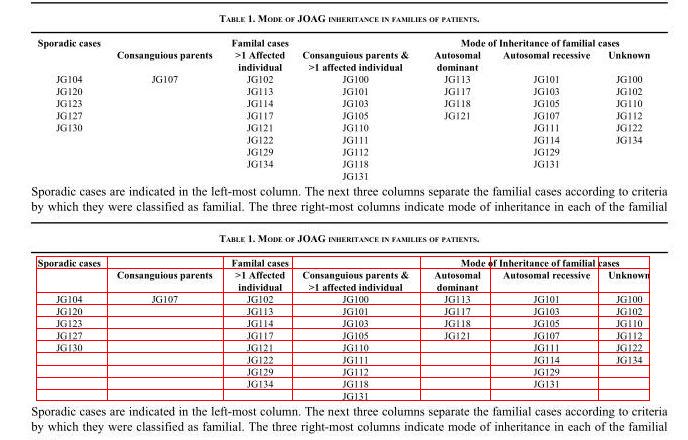 TABLE 1. MODE OF JOAG INHERITANCE IN FAMILIES OF PATIENTS.
Sporadic cases Familal cases Mode of Inheritance of familial cases
Consanguious parents >1 Affected Consanguious parents & Autosomal Autosomal recessive Unknown
individual >1 affected individual dominant
JG104 JG107 JG102 JG100 JG113 JG101 JG100
JG120 JG113 JG101 JG117 JG103 JG102
JG123 JG114 JG103 JG118 JG105 JG110
JG127 JG117 JG105 JG121 JG107 JG112
JG130 JG121 JG110 JG111 JG122
JG122 JG111 JG114 JG134
JG129 JG112 JG129
JG134 JG118 JG131
JG131
Sporadic cases are indicated in the left-most column. The next three columns separate the familial cases according to criteria
by which they were classified as familial. The three right-most columns indicate mode of inheritance in each of the familial
TABLE 1. MODE OF JOAG INHERITANCE IN FAMILIES OF PATIENTS.
Sporadic cases Familal cases Mode of Inheritance of familial cases
Consanguious parents >1 Affected Consanguious parents & Autosomal Autosomal recessive Unknown
individual >1 affected individual dominant
JG104 JG107 JG102 JG100 JG113 JG101 JG100
JG120 JG113 JG101 JG117 JG103 JG102
JG123 JG114 JG103 JG118 JG105 JG110
JG127 JG117 JG105 JG121 JG107 JG112
JG130 JG121 JG110 JG111 JG122
JG122 JG111 JG114 JG134
JG129 JG112 JG129
JG134 JG118 JG131
JG131
Sporadic cases are indicated in the left-most column. The next three columns separate the familial cases according to criteria
by which they were classified as familial. The three right-most columns indicate mode of inheritance in each of the familial